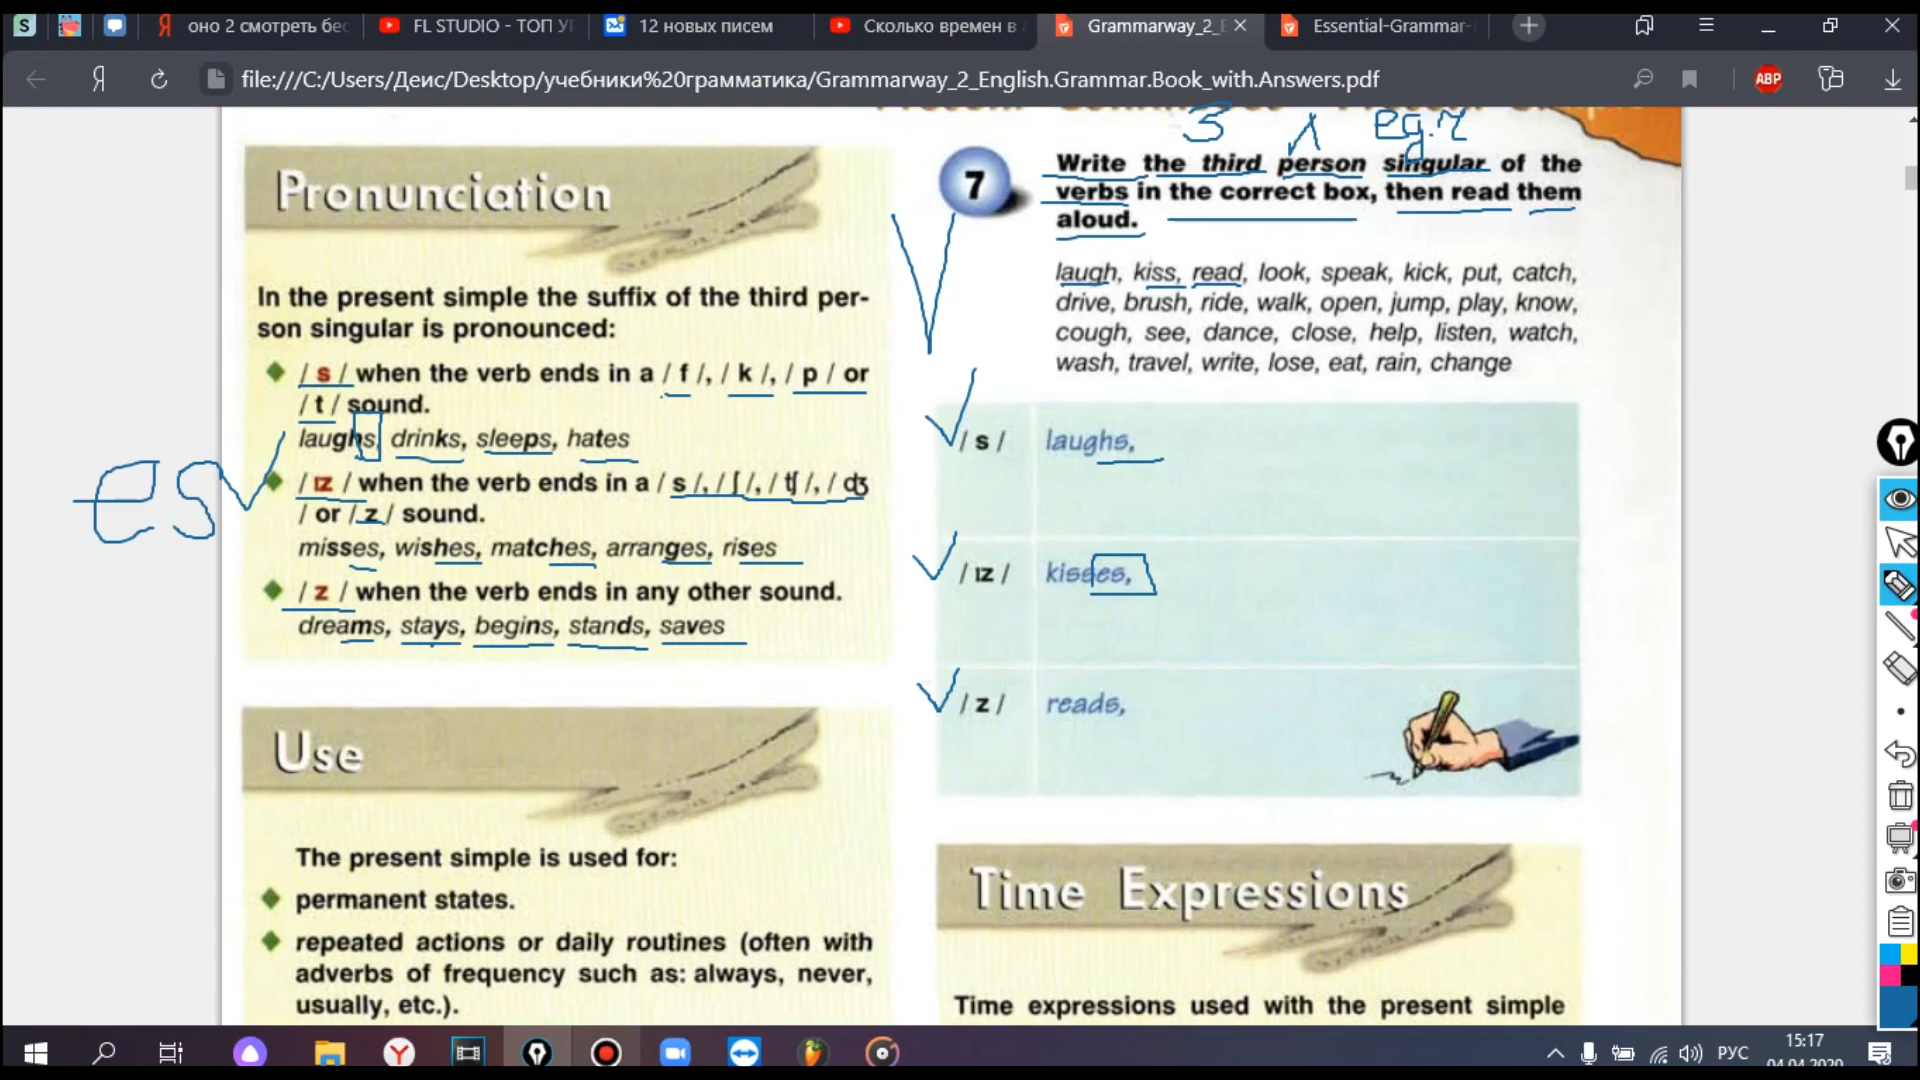 оно 2 смотреть бес
FL STUDIO - ТОП
12 новых писем
Сколько времен в
Grammarway_2_E
Essential-Grammar-
file:///C:/Users/Деис/Desktop/учебники%20грамматика/Grammarway_2_English.Grammar.Book_with.Answers.pdf
ABP
3 л ед.ч
Pronunciation
In the present simple the suffix of the third per-
son singular is pronounced:
/ s / when the verb ends in a / f /, / k /, / p / or
/ t / sound.
laughs, drinks, sleeps, hates
es
/ ɪz / when the verb ends in a / s /, / ʃ /, / tʃ /, / dʒ
/ or / z / sound.
misses, wishes, matches, arranges, rises
/ z / when the verb ends in any other sound.
dreams, stays, begins, stands, saves
Use
The present simple is used for:
permanent states.
repeated actions or daily routines (often with
adverbs of frequency such as: always, never,
usually, etc.).
7
Write the third person singular of the
verbs in the correct box, then read them
aloud.
laugh, kiss, read, look, speak, kick, put, catch,
drive, brush, ride, walk, open, jump, play, know,
cough, see, dance, close, help, listen, watch,
wash, travel, write, lose, eat, rain, change
/ s / laughs,
/ ɪz / kisses,
/ z / reads,
Time Expressions
Time expressions used with the present simple
РУС
15:17
04.04.2020